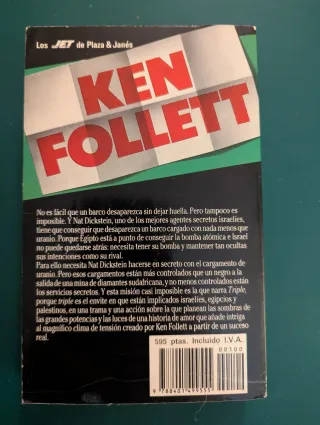 Los JET de Plaza & Janés
KEN
FOLLETT
No es fácil que un barco desaparezca sin dejar huella. Pero tampoco es
imposible. Y Nat Dickstein, uno de los mejores agentes secretos israelíes,
tiene que conseguir que desaparezca un barco cargado con nada menos que
uranio. Porque Egipto está a punto de conseguir la bomba atómica e Israel
no puede quedarse atrás: necesita tener su bomba y mantener tan ocultas
sus intenciones como su rival.
Para ello necesita Nat Dickstein hacerse en secreto con el cargamento de
uranio. Pero esos cargamentos están más controlados que un negro a la
salida de una mina de diamantes sudafricana, y no menos controlados están
los servicios secretos. Y esta misión casi imposible es la que narra Triple,
porque triple es el envite en que están implicados israelíes, egipcios y
palestinos, en una trama y una acción sobre la que planean las sombras de
las grandes potencias y las luces de una historia de amor que añade intriga
al magnífico clima de tensión creado por Ken Follett a partir de un suceso
real.
595 ptas. Incluido I.V.A.
00100
9 788401 499555